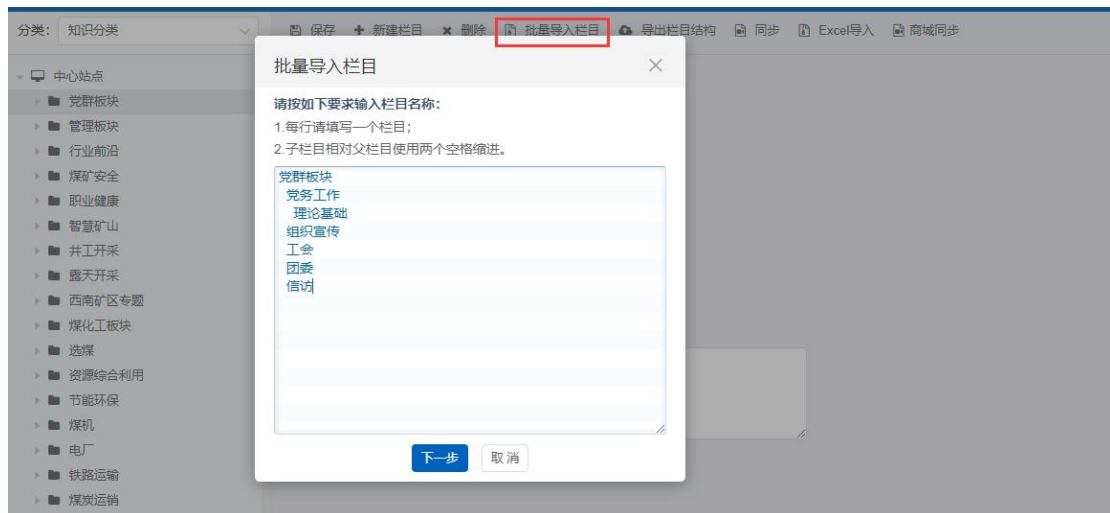 分类： 知识分类
保存 新建栏目 删除 批量导入栏目 导出栏目结构 同步 Excel导入 商城同步
中心站点
党群板块
管理板块
行业前沿
煤矿安全
职业健康
智慧矿山
井工开采
露天开采
西南矿区专题
煤化工板块
选煤
资源综合利用
节能环保
煤机
电厂
铁路运输
煤炭运销
批量导入栏目
请按如下要求输入栏目名称：
1.每行请填写一个栏目；
2.子栏目相对父栏目使用两个空格缩进。
党群板块
党务工作
理论基础
组织宣传
工会
团委
信访
下一步 取消